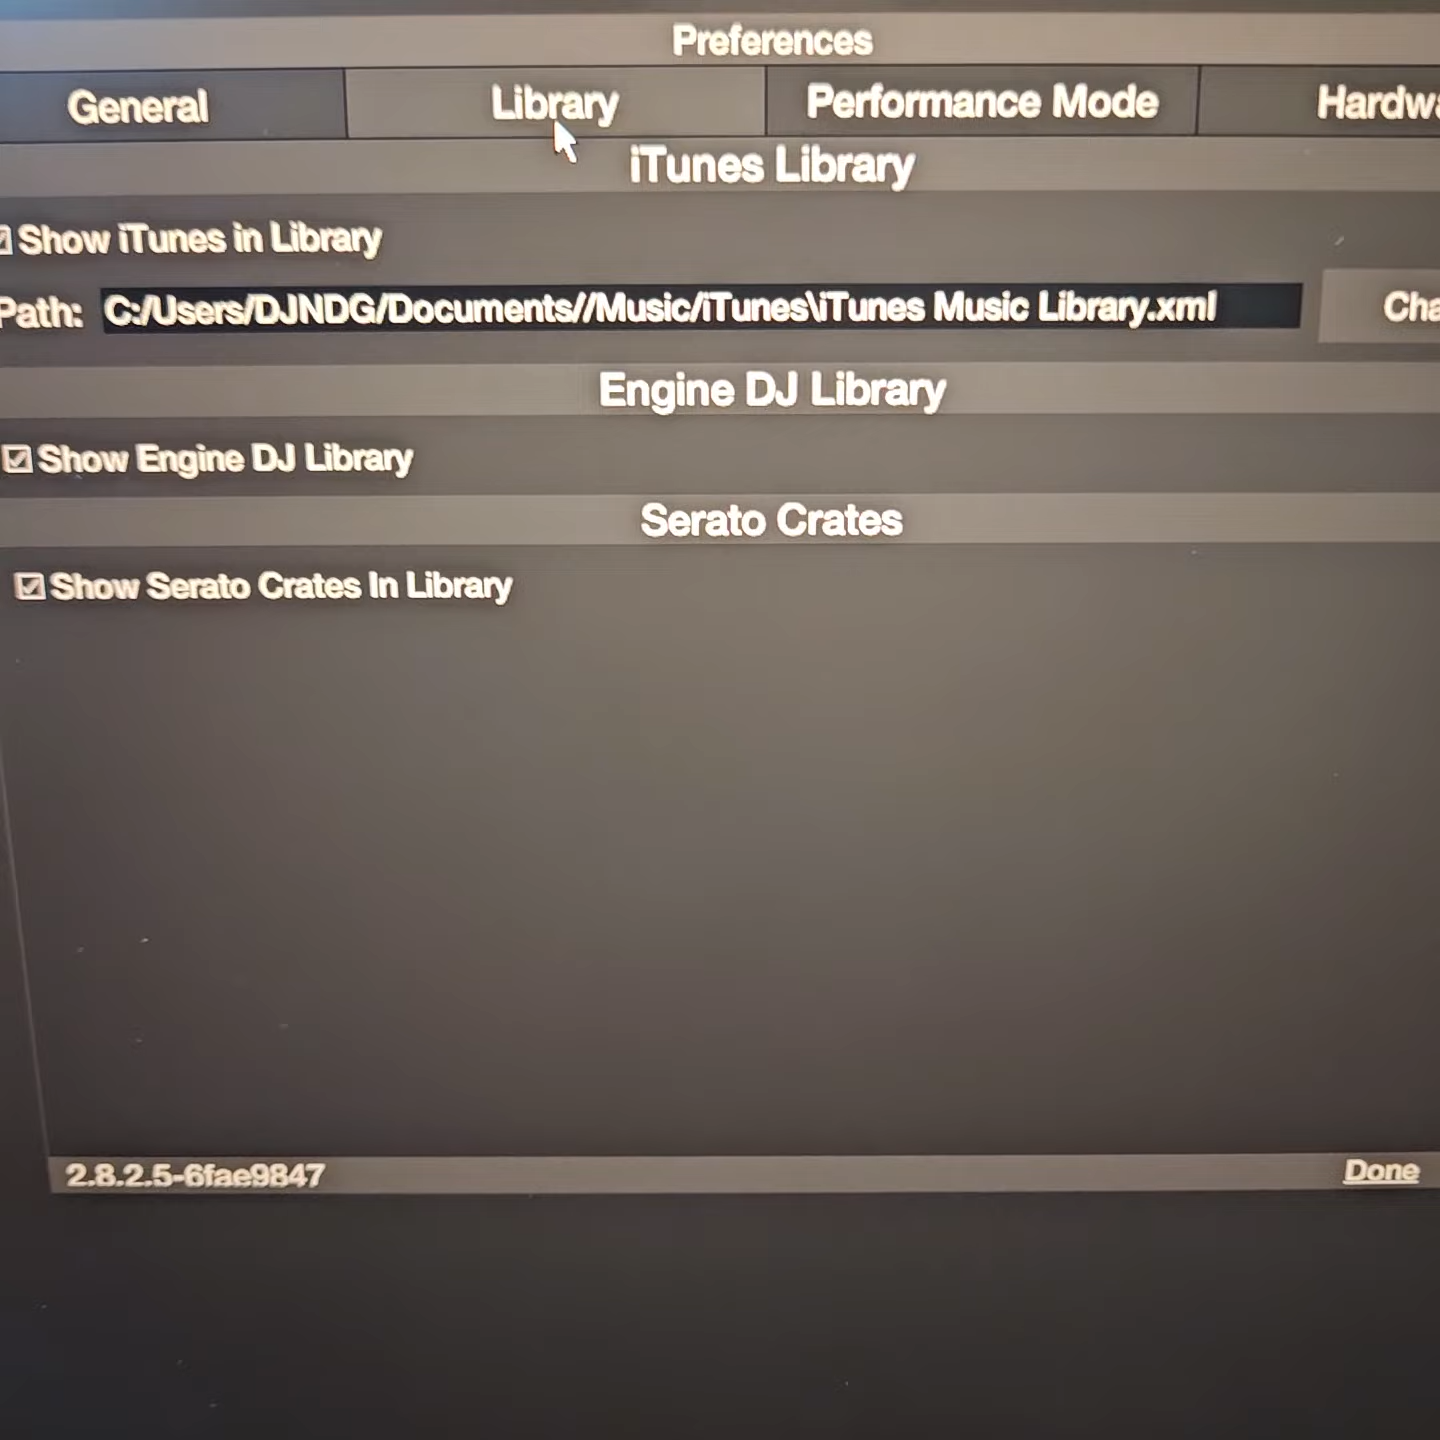 Preferences
General Library Performance Mode
iTunes Library
Show iTunes in Library
Path: C:/Users/DJNDG/Documents//Music/iTunes\iTunes Music Library.xml
Engine DJ Library
Show Engine DJ Library
Serato Crates
Show Serato Crates In Library
2.8.2.5-6fae9847 Done